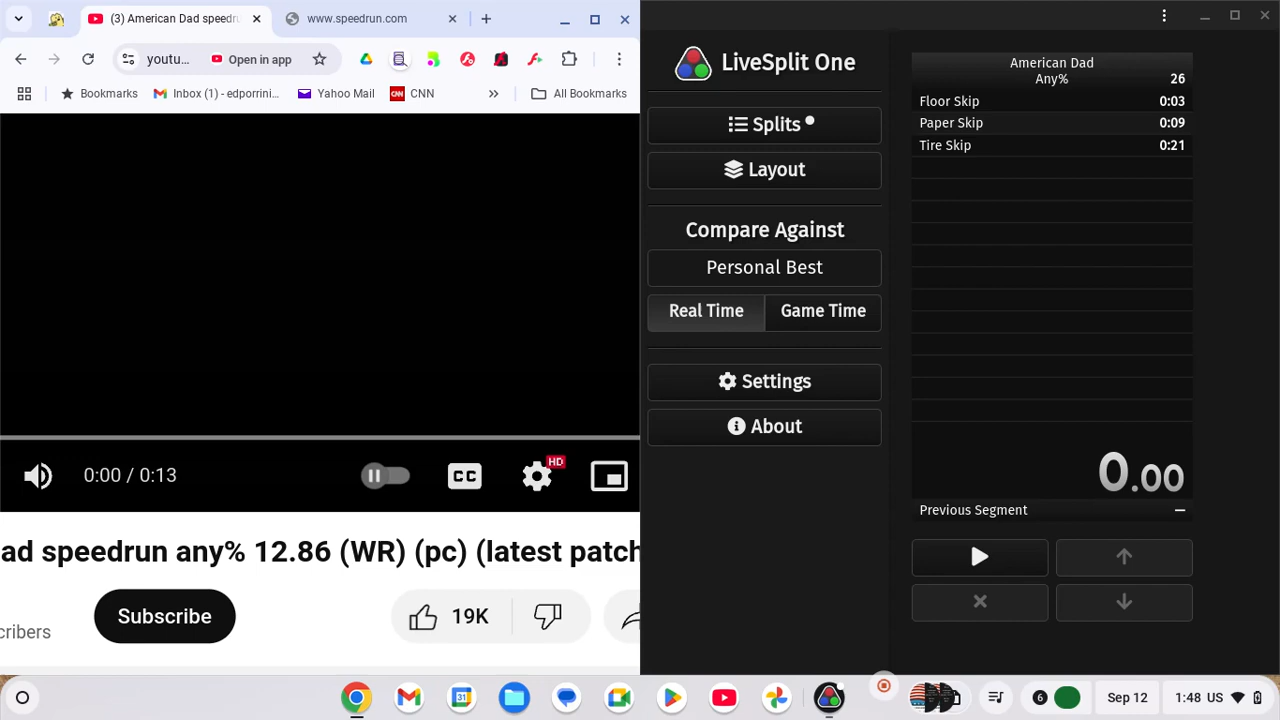 (3) American Dad speedru
www.speedrun.com
youtu...
Open in app
Bookmarks
Inbox (1) - edporrini...
Yahoo Mail
CNN
All Bookmarks
0:00 / 0:13
CC
HD
ad speedrun any% 12.86 (WR) (pc) (latest patch
cribers
Subscribe
19K
LiveSplit One
Splits
Layout
Compare Against
Personal Best
Real Time
Game Time
Settings
About
American Dad
Any% 26
Floor Skip 0:03
Paper Skip 0:09
Tire Skip 0:21
0.00
Previous Segment —
31
6
Sep 12
1:48 US